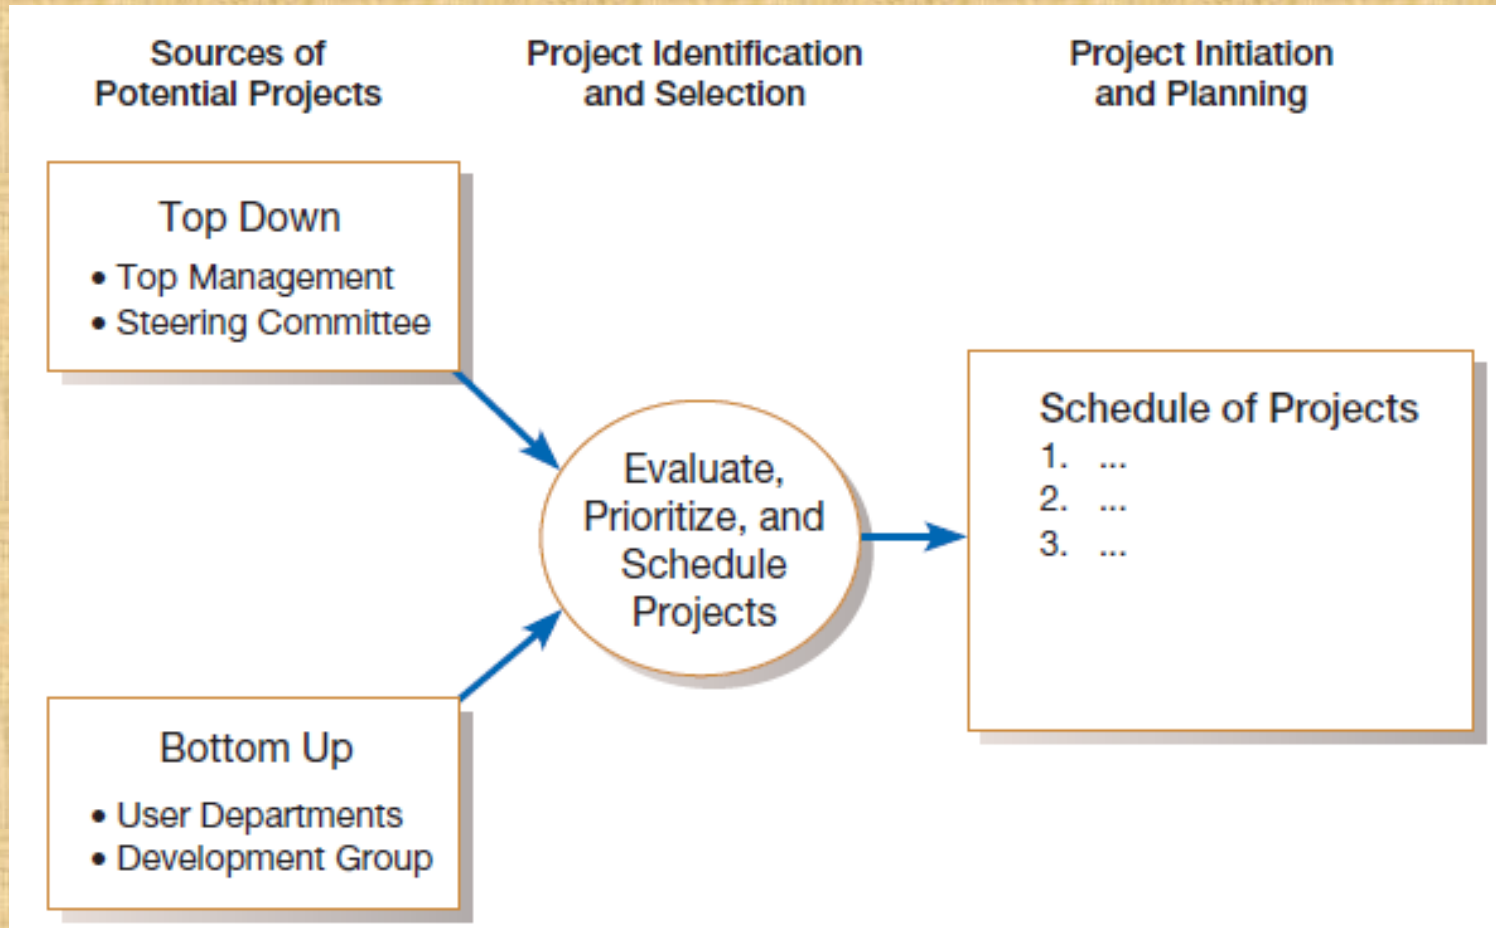 Sources of
Potential Projects
Project Identification
and Selection
Project Initiation
and Planning
Top Down
• Top Management
• Steering Committee
Evaluate,
Prioritize, and
Schedule
Projects
Bottom Up
• User Departments
• Development Group
Schedule of Projects
1. ...
2. ...
3. ...